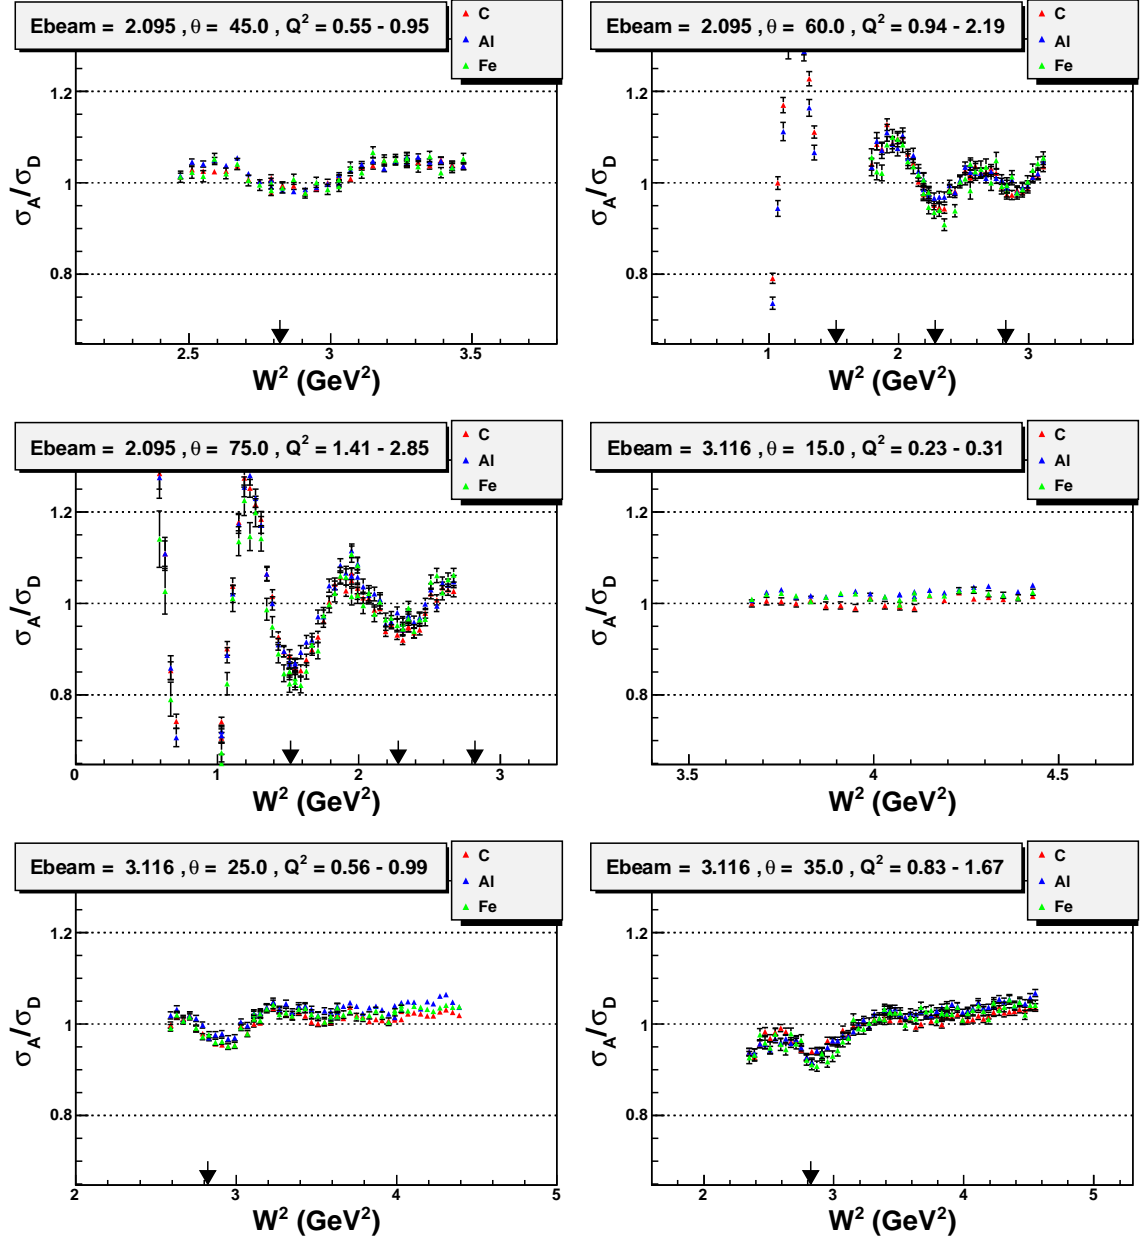 Ebeam = 2.095 , θ = 45.0 , Q² = 0.55 - 0.95
C
Al
Fe
1.2
1
0.8
σA/σD
2.5 3 3.5
W² (GeV²)
Ebeam = 2.095 , θ = 60.0 , Q² = 0.94 - 2.19
C
Al
Fe
1.2
1
0.8
σA/σD
1 2 3
W² (GeV²)
Ebeam = 2.095 , θ = 75.0 , Q² = 1.41 - 2.85
C
Al
Fe
1.2
1
0.8
σA/σD
0 1 2 3
W² (GeV²)
Ebeam = 3.116 , θ = 15.0 , Q² = 0.23 - 0.31
C
Al
Fe
1.2
1
0.8
σA/σD
3.5 4 4.5
W² (GeV²)
Ebeam = 3.116 , θ = 25.0 , Q² = 0.56 - 0.99
C
Al
Fe
1.2
1
0.8
σA/σD
2 3 4 5
W² (GeV²)
Ebeam = 3.116 , θ = 35.0 , Q² = 0.83 - 1.67
C
Al
Fe
1.2
1
0.8
σA/σD
2 3 4 5
W² (GeV²)